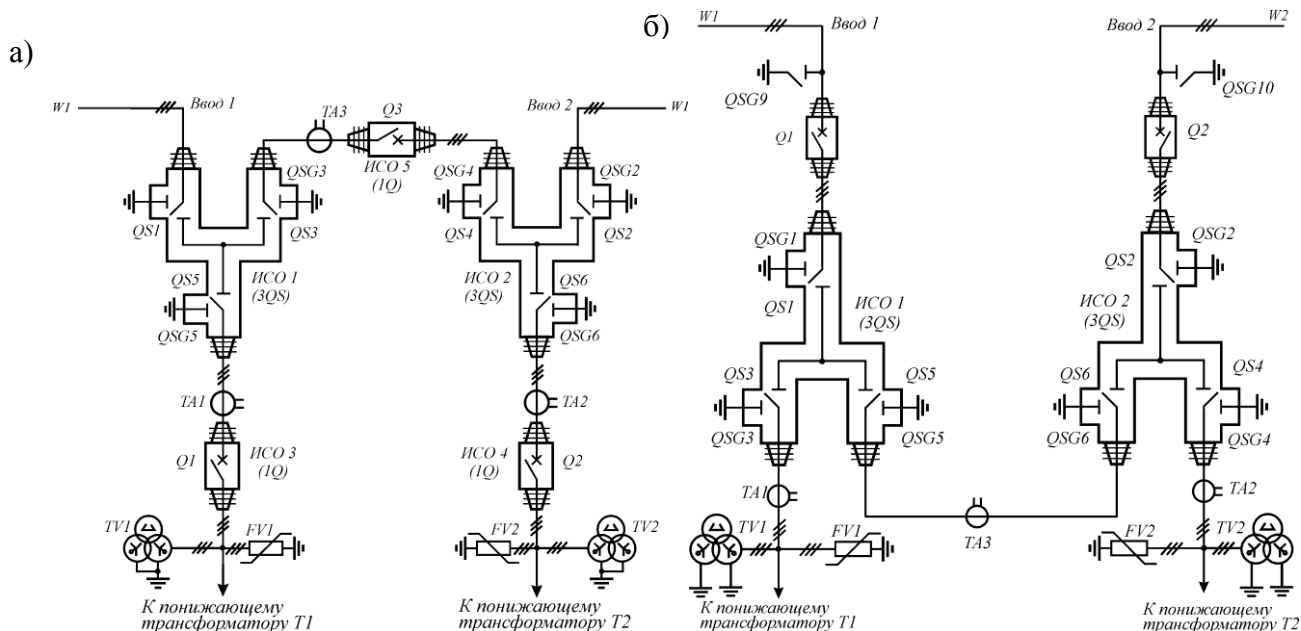 а)
W1
Ввод 1
TA3
Q3
Ввод 2
W1
QSG3
ИСО 5
(1Q)
QSG4
QSG2
QS1
QS3
QS4
QS2
QS5
ИСО 1
(3QS)
ИСО 2
(3QS)
QS6
QSG5
QSG6
TA1
TA2
Q1
ИСО 3
(1Q)
ИСО 4
(1Q)
Q2
TV1
FV1
FV2
TV2
К понижающему
трансформатору Т1
К понижающему
трансформатору Т2
б)
W1
Ввод 1
Ввод 2
W2
QSG9
QSG10
Q1
Q2
QSG1
QSG2
QS2
QS1
ИСО 1
(3QS)
ИСО 2
(3QS)
QS3
QS5
QS6
QS4
QSG3
QSG5
QSG6
QSG4
TA1
TA2
TV1
FV1
TA3
FV2
TV2
К понижающему
трансформатору Т1
К понижающему
трансформатору Т2